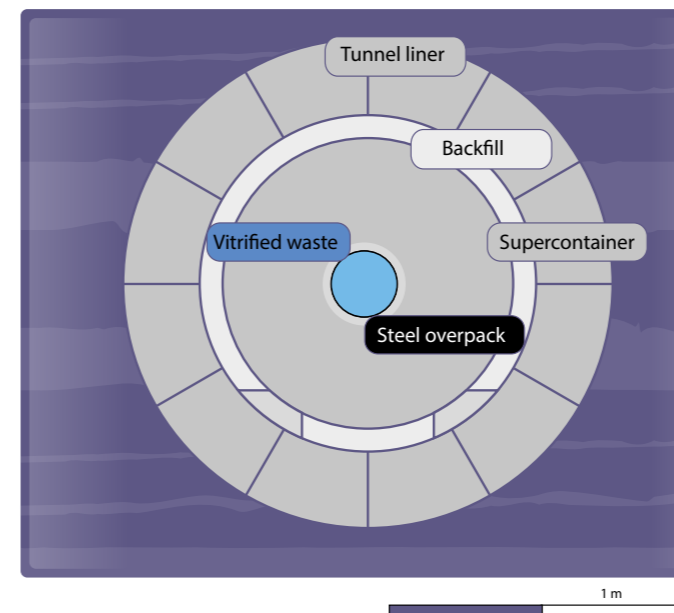 Tunnel liner
Backfill
Vitrified waste
Supercontainer
Steel overpack
1 m